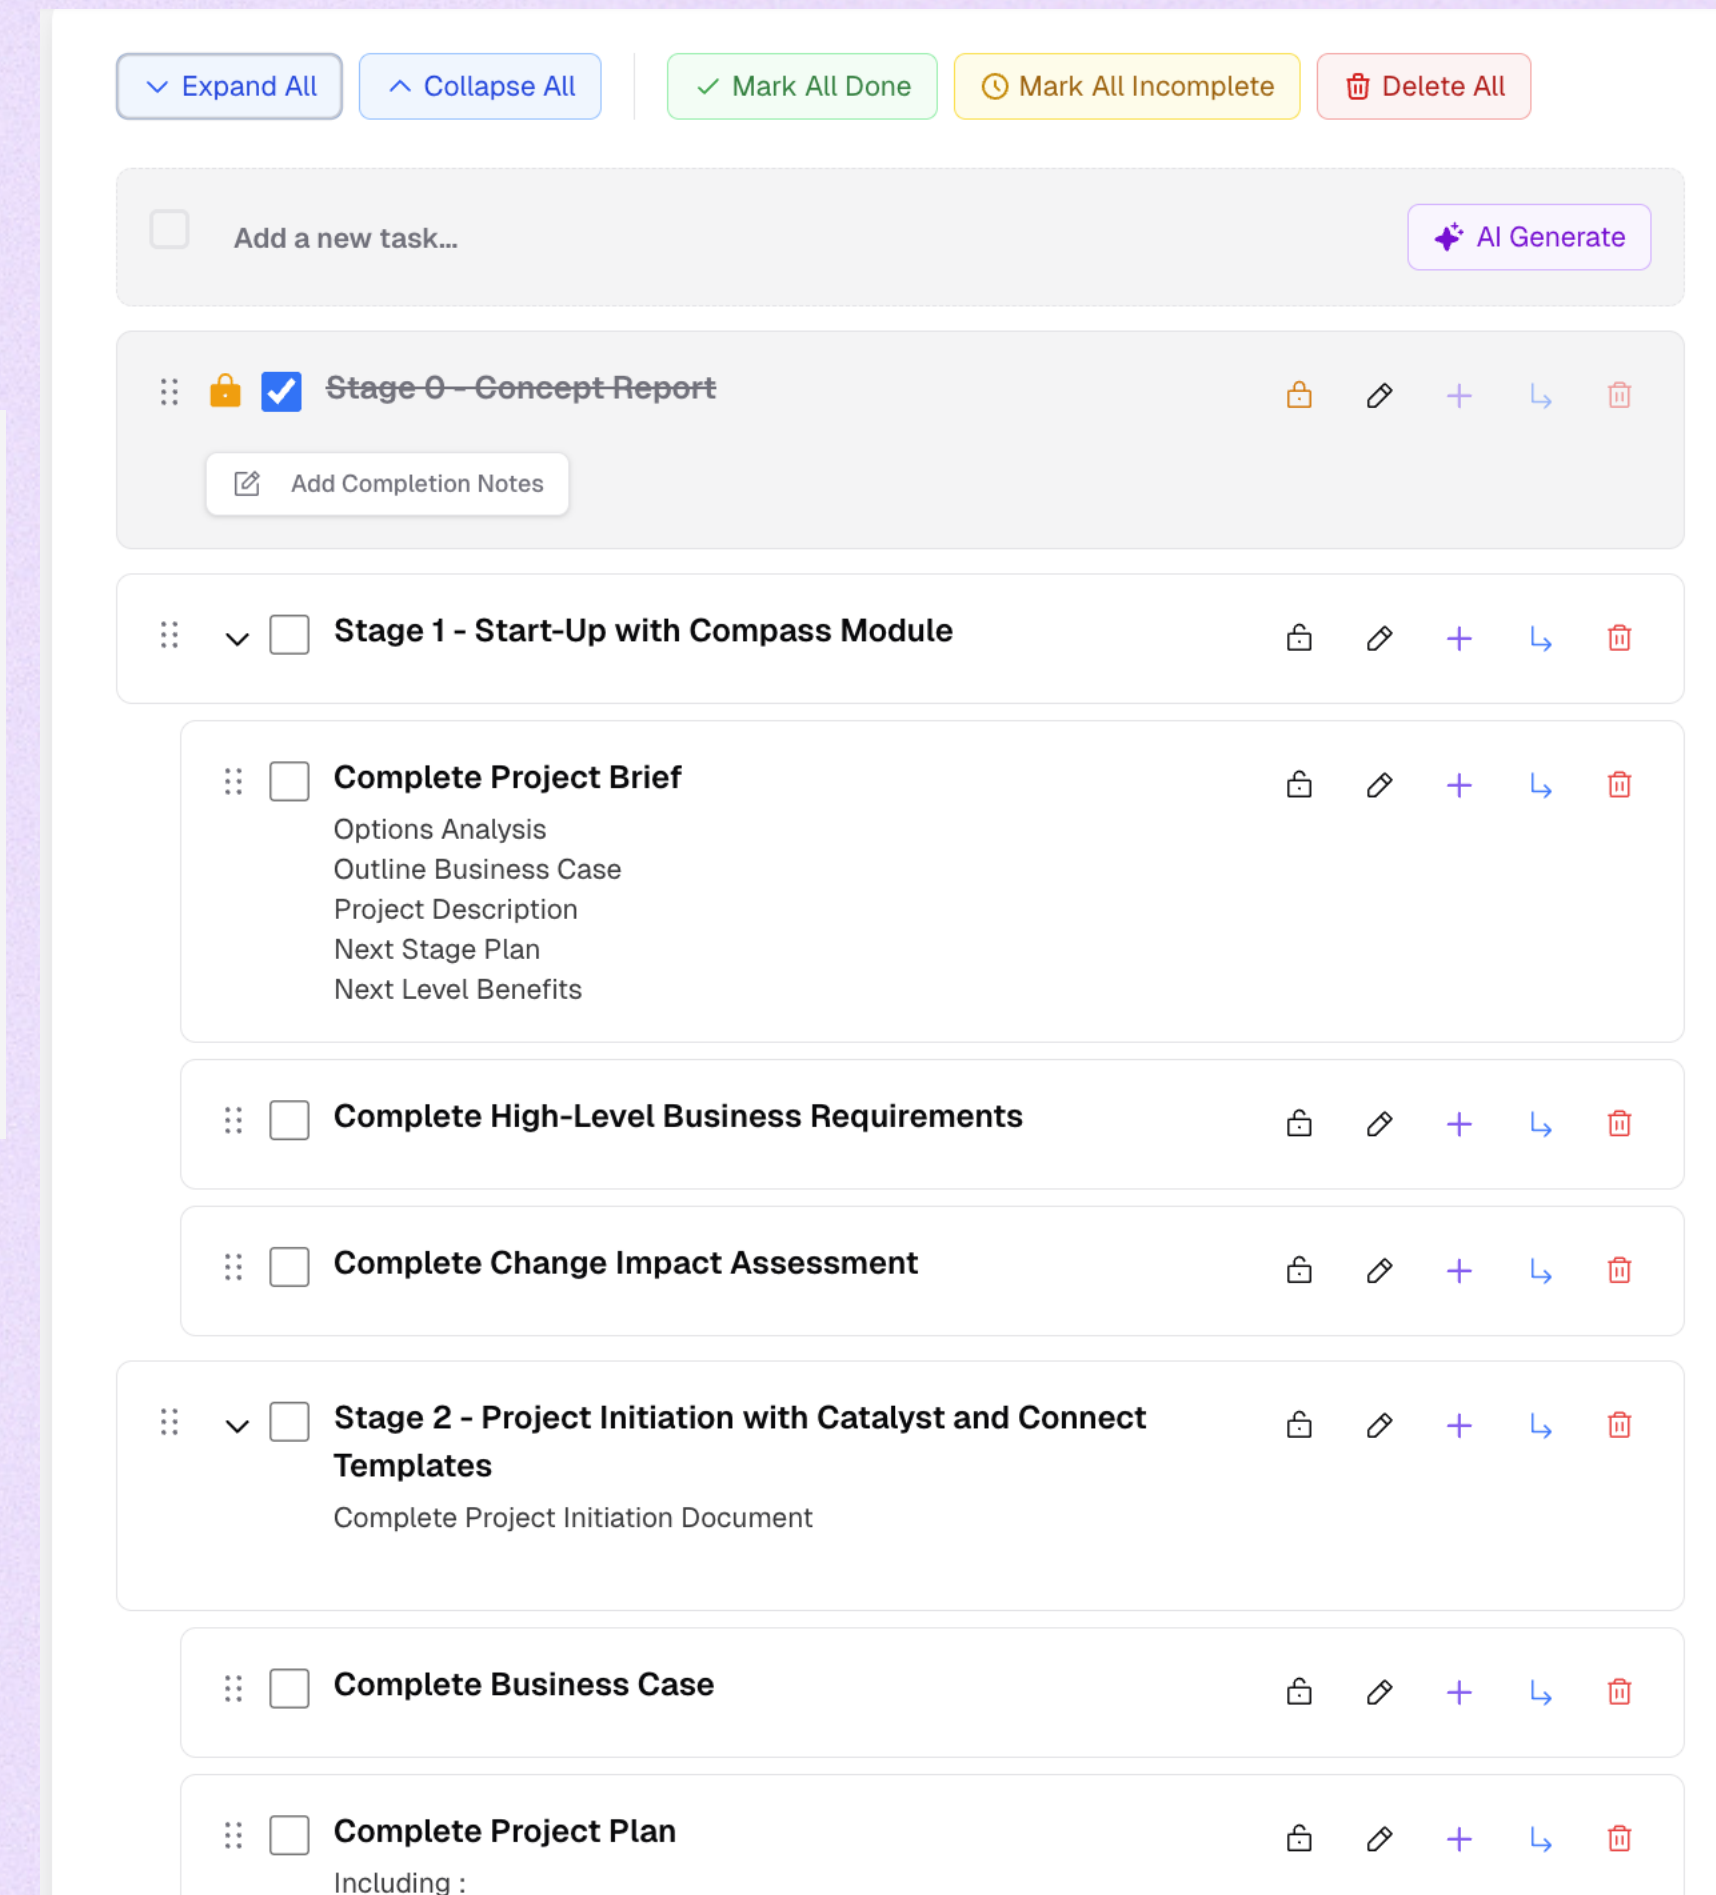 Expand All
Collapse All
Mark All Done
Mark All Incomplete
Delete All
Add a new task...
AI Generate
Stage 0 - Concept Report
Add Completion Notes
Stage 1 - Start-Up with Compass Module
Complete Project Brief
Options Analysis
Outline Business Case
Project Description
Next Stage Plan
Next Level Benefits
Complete High-Level Business Requirements
Complete Change Impact Assessment
Stage 2 - Project Initiation with Catalyst and Connect
Templates
Complete Project Initiation Document
Complete Business Case
Complete Project Plan
Including :